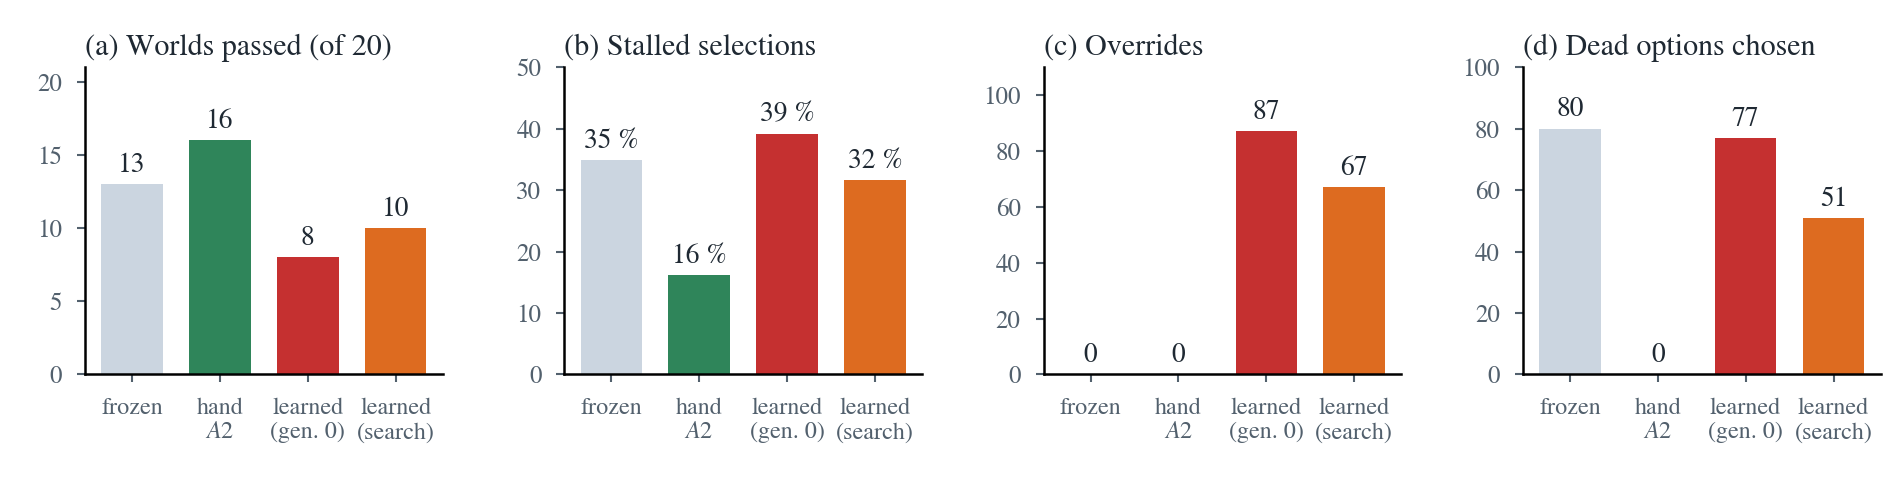 (a) Worlds passed (of 20)
20
15
10
5
0
13
16
8
10
frozen
hand
A2
learned
(gen. 0)
learned
(search)
(b) Stalled selections
50
40
30
20
10
0
35 %
16 %
39 %
32 %
frozen
hand
A2
learned
(gen. 0)
learned
(search)
(c) Overrides
100
80
60
40
20
0
0
0
87
67
frozen
hand
A2
learned
(gen. 0)
learned
(search)
(d) Dead options chosen
100
80
60
40
20
0
80
0
77
51
frozen
hand
A2
learned
(gen. 0)
learned
(search)